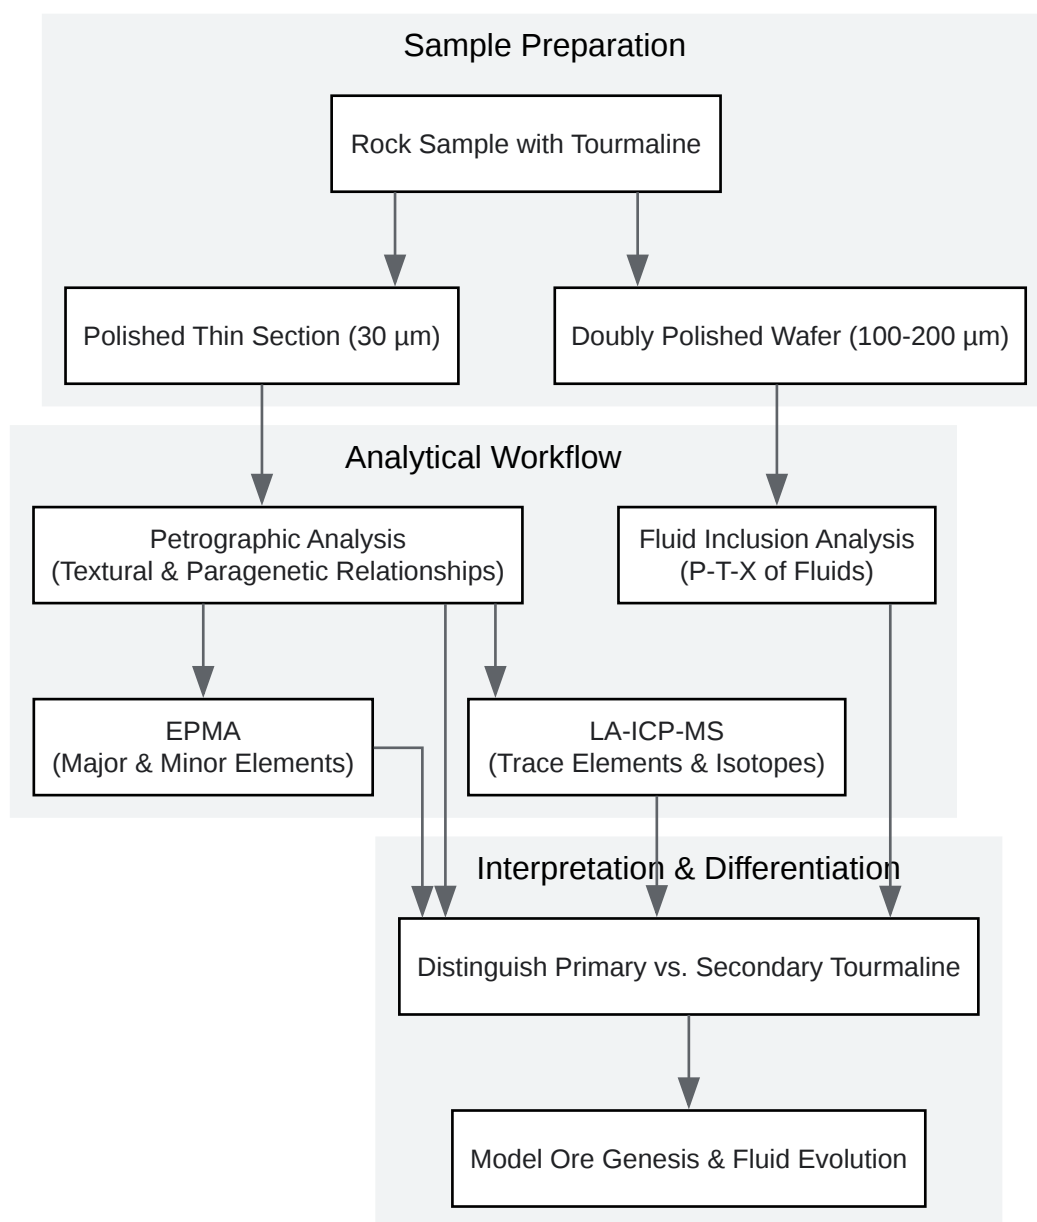 Sample Preparation
Rock Sample with Tourmaline
Polished Thin Section (30 µm)
Doubly Polished Wafer (100-200 µm)
Analytical Workflow
Petrographic Analysis
(Textural & Paragenetic Relationships)
Fluid Inclusion Analysis
(P-T-X of Fluids)
EPMA
(Major & Minor Elements)
LA-ICP-MS
(Trace Elements & Isotopes)
Interpretation & Differentiation
Distinguish Primary vs. Secondary Tourmaline
Model Ore Genesis & Fluid Evolution